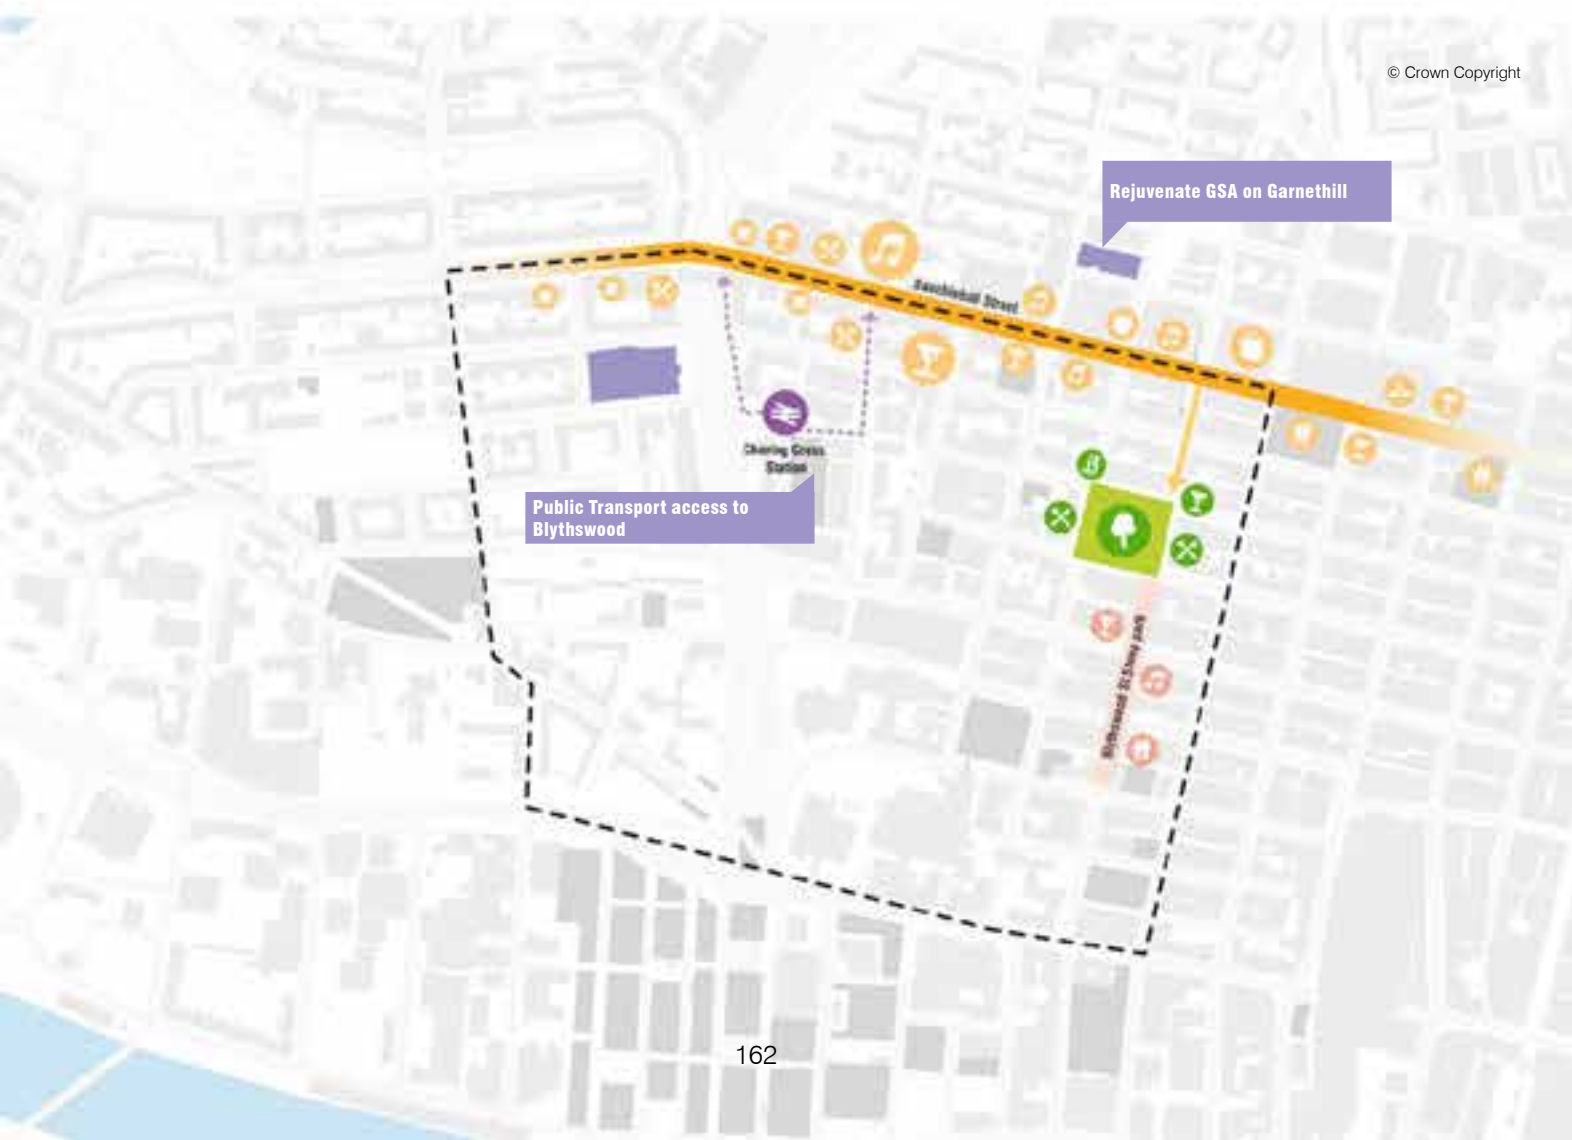 © Crown Copyright
Rejuvenate GSA on Garnethill
Sauchiehall Street
Charing Cross
Station
Public Transport access to
Blythswood
162